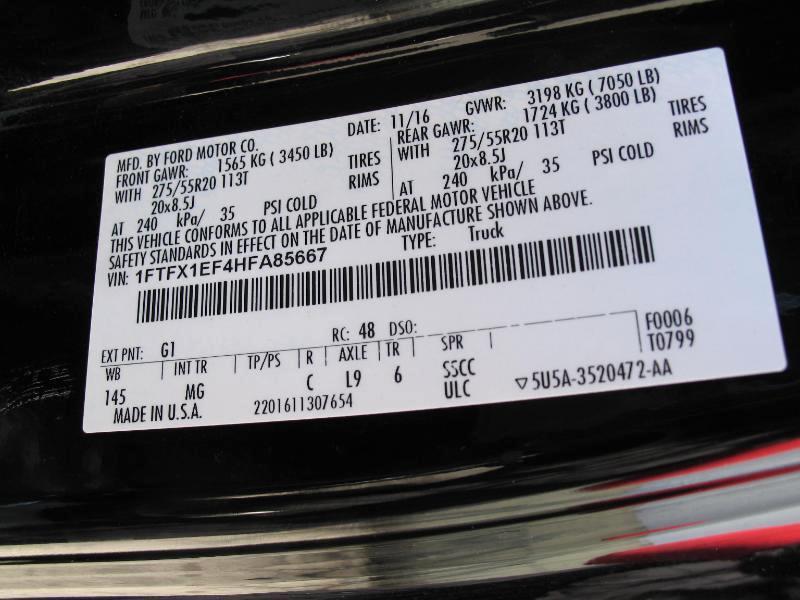 MFD. BY FORD MOTOR CO. DATE: 11/16 GVWR: 3198 KG ( 7050 LB)
FRONT GAWR: 1565 KG ( 3450 LB) REAR GAWR: 1724 KG ( 3800 LB)
WITH 275/55R20 113T TIRES WITH 275/55R20 113T TIRES
20x8.5J RIMS 20x8.5J RIMS
AT 240 kPa/ 35 PSI COLD AT 240 kPa/ 35 PSI COLD
THIS VEHICLE CONFORMS TO ALL APPLICABLE FEDERAL MOTOR VEHICLE
SAFETY STANDARDS IN EFFECT ON THE DATE OF MANUFACTURE SHOWN ABOVE.
VIN: 1FTFX1EF4HFA85667 TYPE: Truck
EXT PNT: G1 RC: 48 DSO: F0006
WB INT TR TP/PS R AXLE TR SPR T0799
145 MG C L9 6 S5CC
MADE IN U.S.A. 2201611307654 ULC ▽5U5A-3520472-AA